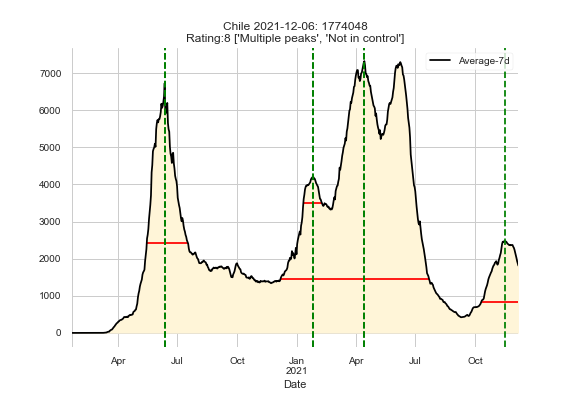 Chile 2021-12-06: 1774048
Rating:8 ['Multiple peaks', 'Not in control']
Average-7d
7000
6000
5000
4000
3000
2000
1000
0
Apr Jul Oct Jan Apr Jul Oct
2021
Date